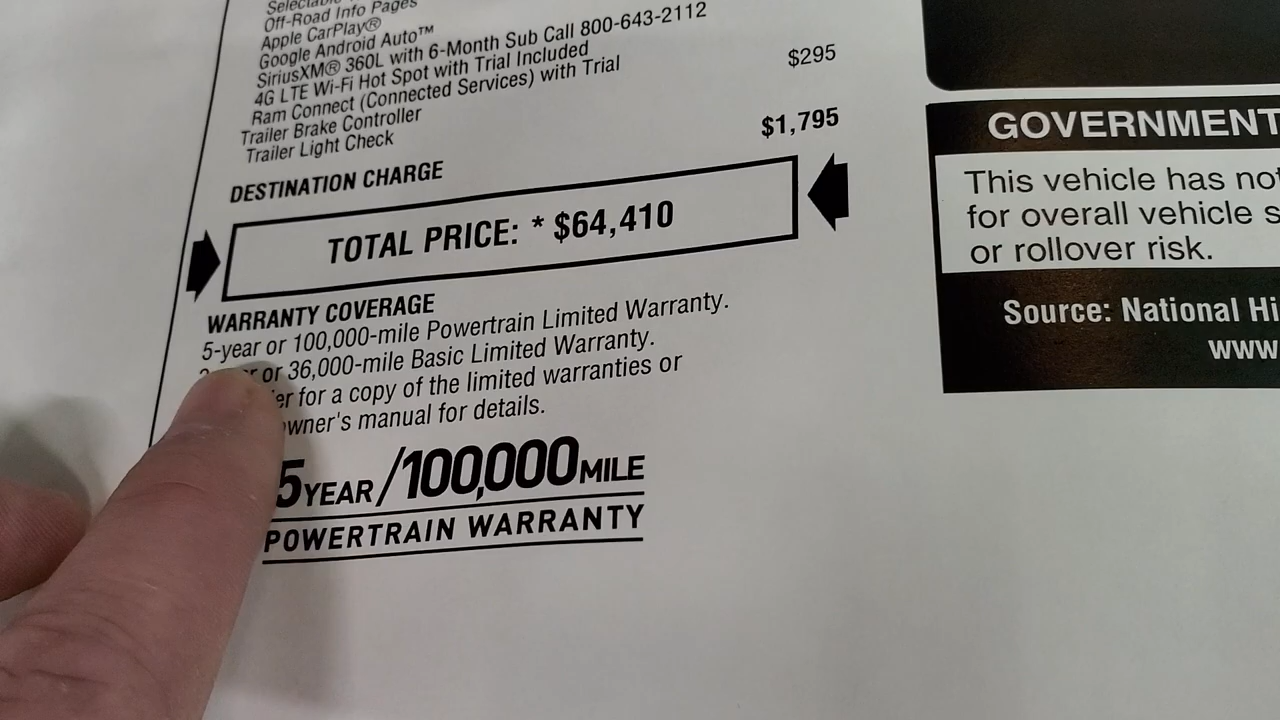 Off-Road Info Pages
Apple CarPlay®
Google Android Auto™
SiriusXM® 360L with 6-Month Sub Call 800-643-2112
4G LTE Wi-Fi Hot Spot with Trial Included
Ram Connect (Connected Services) with Trial
Trailer Brake Controller $295
Trailer Light Check
DESTINATION CHARGE $1,795
TOTAL PRICE: * $64,410
WARRANTY COVERAGE
5-year or 100,000-mile Powertrain Limited Warranty.
or 36,000-mile Basic Limited Warranty.
for a copy of the limited warranties or
owner's manual for details.
5 YEAR/100,000 MILE
POWERTRAIN WARRANTY
GOVERNMENT
This vehicle has not
for overall vehicle s
or rollover risk.
Source: National Hi
www